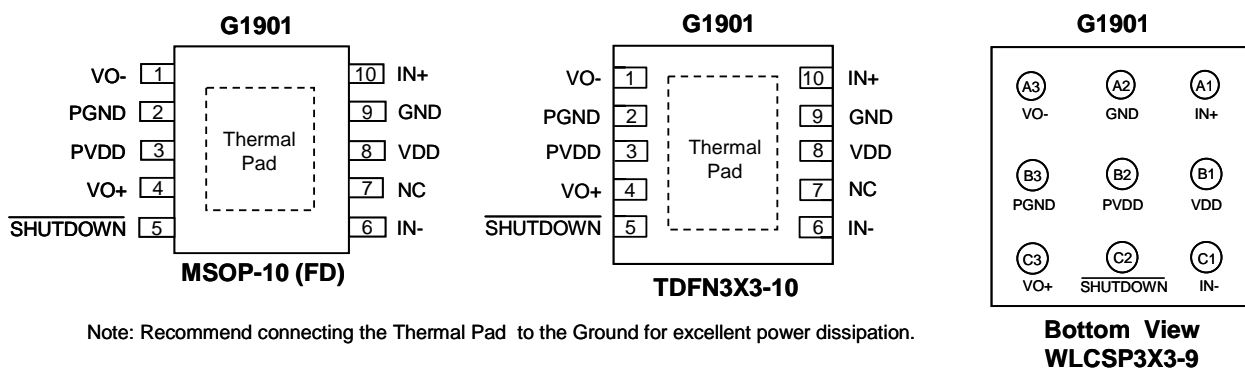 G1901
VO- 1 10 IN+
PGND 2 9 GND
PVDD 3 8 VDD
VO+ 4 7 NC
SHUTDOWN 5 6 IN-
Thermal
Pad
MSOP-10 (FD)
G1901
VO- 1 10 IN+
PGND 2 9 GND
PVDD 3 8 VDD
VO+ 4 7 NC
SHUTDOWN 5 6 IN-
Thermal
Pad
TDFN3X3-10
G1901
A3 A2 A1
VO- GND IN+
B3 B2 B1
PGND PVDD VDD
C3 C2 C1
VO+ SHUTDOWN IN-
Bottom View
WLCSP3X3-9
Note: Recommend connecting the Thermal Pad to the Ground for excellent power dissipation.